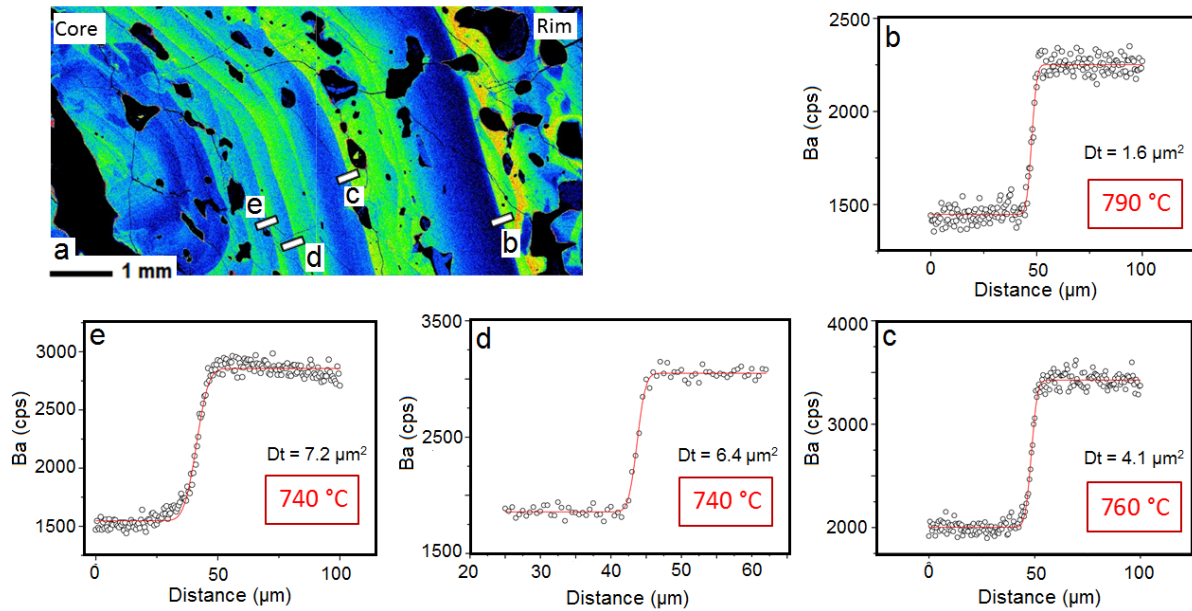 Core
Rim
e
c
d
b
a
1 mm
b
2500
2000
1500
Ba (cps)
Dt = 1.6 µm²
790 °C
0
50
100
Distance (µm)
e
3000
2500
2000
1500
Ba (cps)
Dt = 7.2 µm²
740 °C
0
50
100
Distance (µm)
d
3500
2500
1500
Ba (cps)
Dt = 6.4 µm²
740 °C
20
30
40
50
60
Distance (µm)
c
4000
3000
2000
Ba (cps)
Dt = 4.1 µm²
760 °C
0
50
100
Distance (µm)